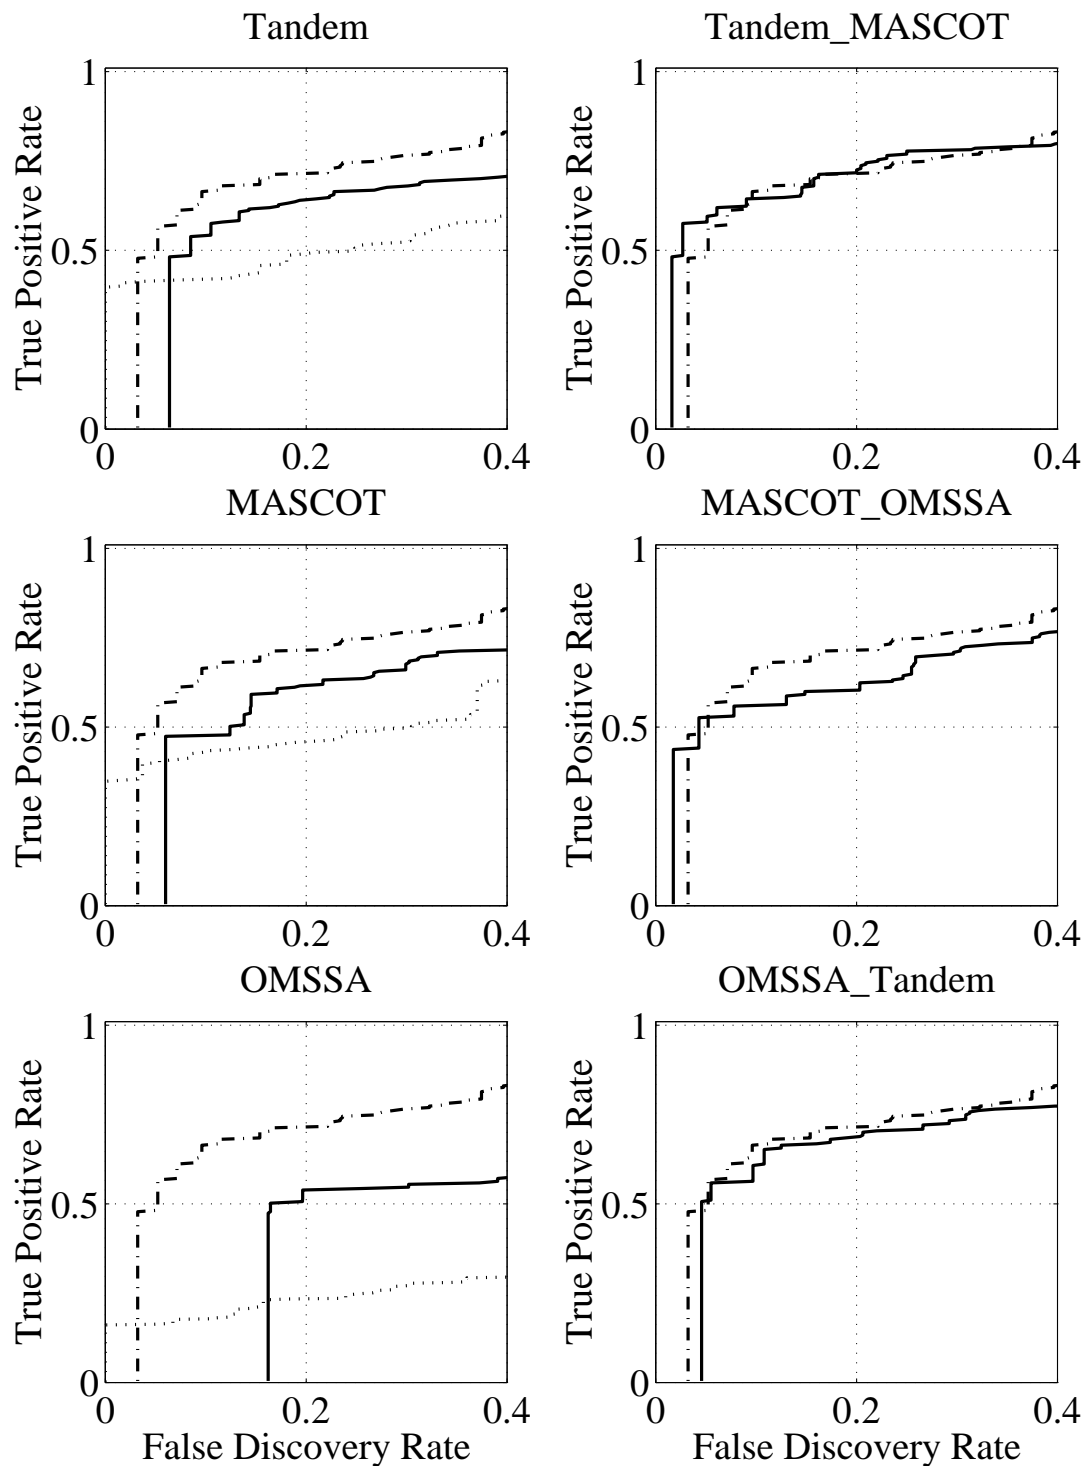 Tandem
True Positive Rate
1
0.5
0
0
0.2
0.4
Tandem_MASCOT
True Positive Rate
1
0.5
0
0
0.2
0.4
MASCOT
True Positive Rate
1
0.5
0
0
0.2
0.4
MASCOT_OMSSA
True Positive Rate
1
0.5
0
0
0.2
0.4
OMSSA
True Positive Rate
1
0.5
0
0
0.2
0.4
False Discovery Rate
OMSSA_Tandem
True Positive Rate
1
0.5
0
0
0.2
0.4
False Discovery Rate